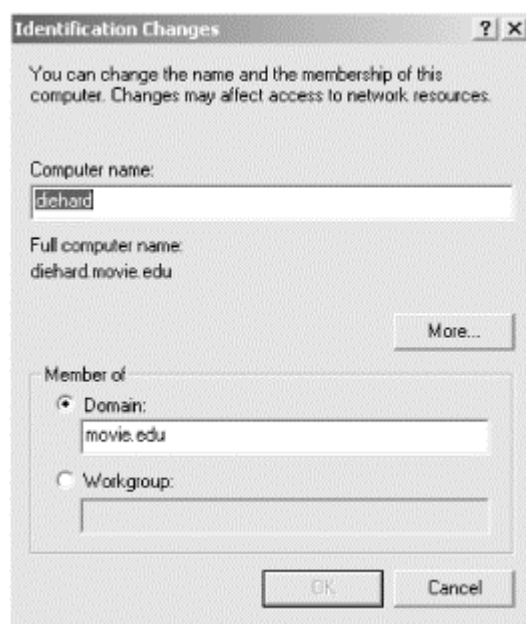 Identification Changes
You can change the name and the membership of this
computer. Changes may affect access to network resources.
Computer name:
diehard
Full computer name:
diehard.movie.edu
More...
Member of
Domain:
movie.edu
Workgroup:
OK
Cancel